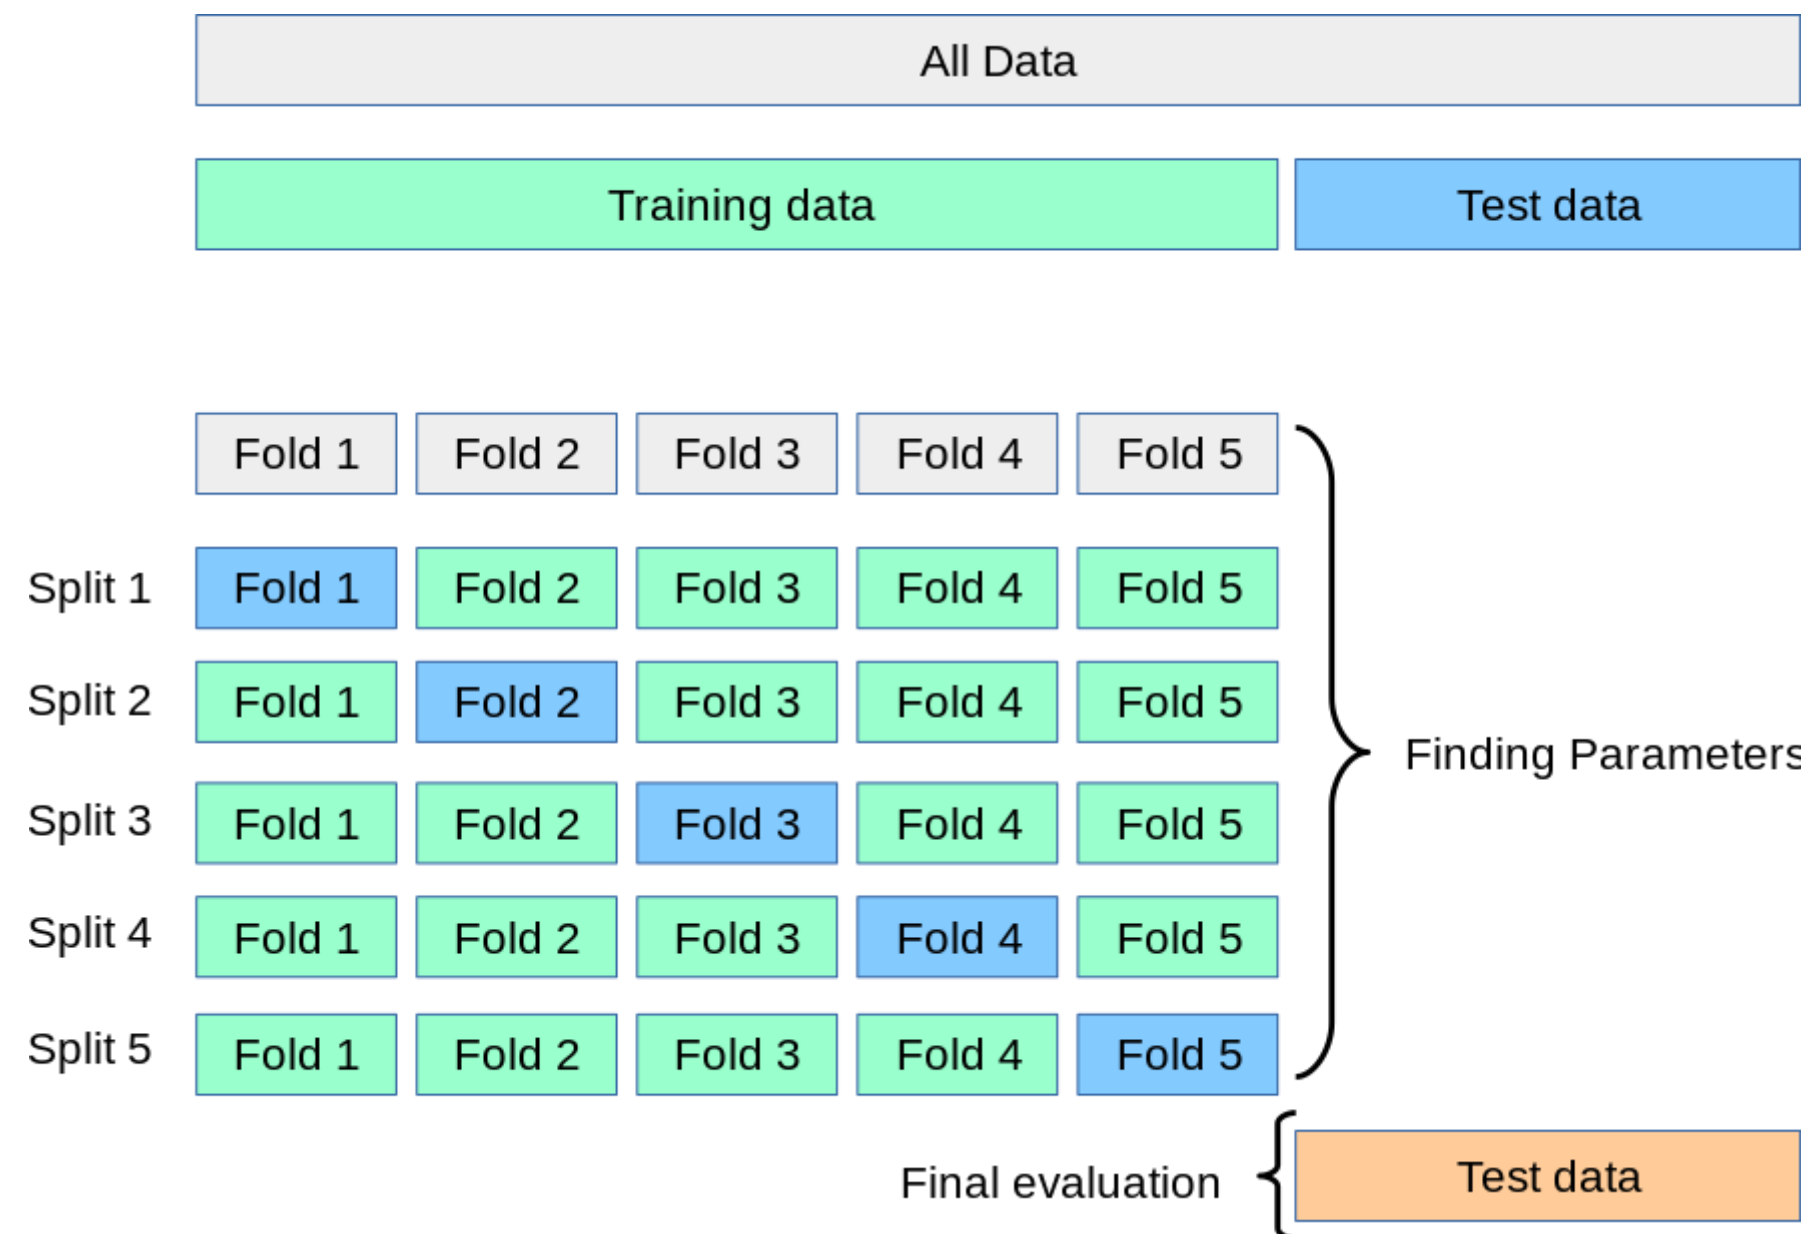 All Data
Training data Test data
Fold 1 Fold 2 Fold 3 Fold 4 Fold 5
Split 1 Fold 1 Fold 2 Fold 3 Fold 4 Fold 5
Split 2 Fold 1 Fold 2 Fold 3 Fold 4 Fold 5
Finding Parameters
Split 3 Fold 1 Fold 2 Fold 3 Fold 4 Fold 5
Split 4 Fold 1 Fold 2 Fold 3 Fold 4 Fold 5
Split 5 Fold 1 Fold 2 Fold 3 Fold 4 Fold 5
Final evaluation Test data